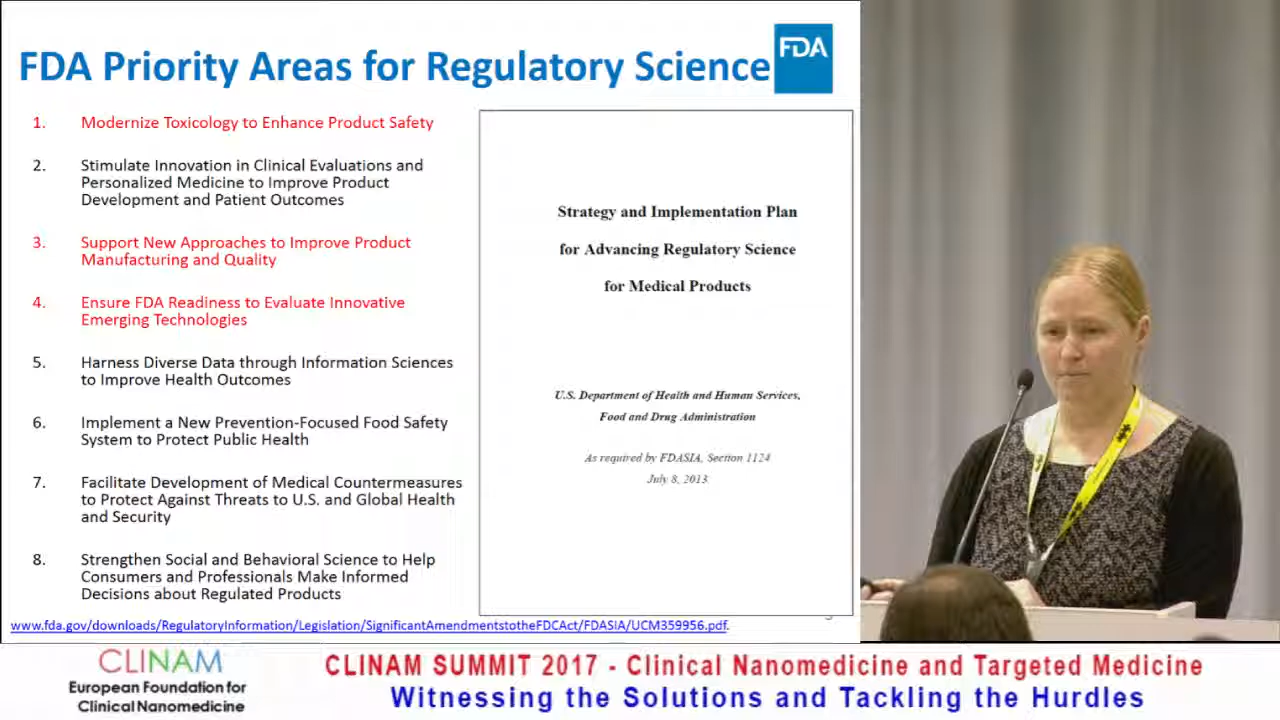 FDA Priority Areas for Regulatory Science
FDA
1. Modernize Toxicology to Enhance Product Safety
2. Stimulate Innovation in Clinical Evaluations and
Personalized Medicine to Improve Product
Development and Patient Outcomes
3. Support New Approaches to Improve Product
Manufacturing and Quality
4. Ensure FDA Readiness to Evaluate Innovative
Emerging Technologies
5. Harness Diverse Data through Information Sciences
to Improve Health Outcomes
6. Implement a New Prevention-Focused Food Safety
System to Protect Public Health
7. Facilitate Development of Medical Countermeasures
to Protect Against Threats to U.S. and Global Health
and Security
8. Strengthen Social and Behavioral Science to Help
Consumers and Professionals Make Informed
Decisions about Regulated Products
Strategy and Implementation Plan
for Advancing Regulatory Science
for Medical Products
U.S. Department of Health and Human Services,
Food and Drug Administration
As required by FDASIA, Section 1124
July 8, 2013
www.fda.gov/downloads/RegulatoryInformation/Legislation/SignificantAmendmentstotheFDCAct/FDASIA/UCM359956.pdf.
CLINAM
European Foundation for
Clinical Nanomedicine
CLINAM SUMMIT 2017 - Clinical Nanomedicine and Targeted Medicine
Witnessing the Solutions and Tackling the Hurdles